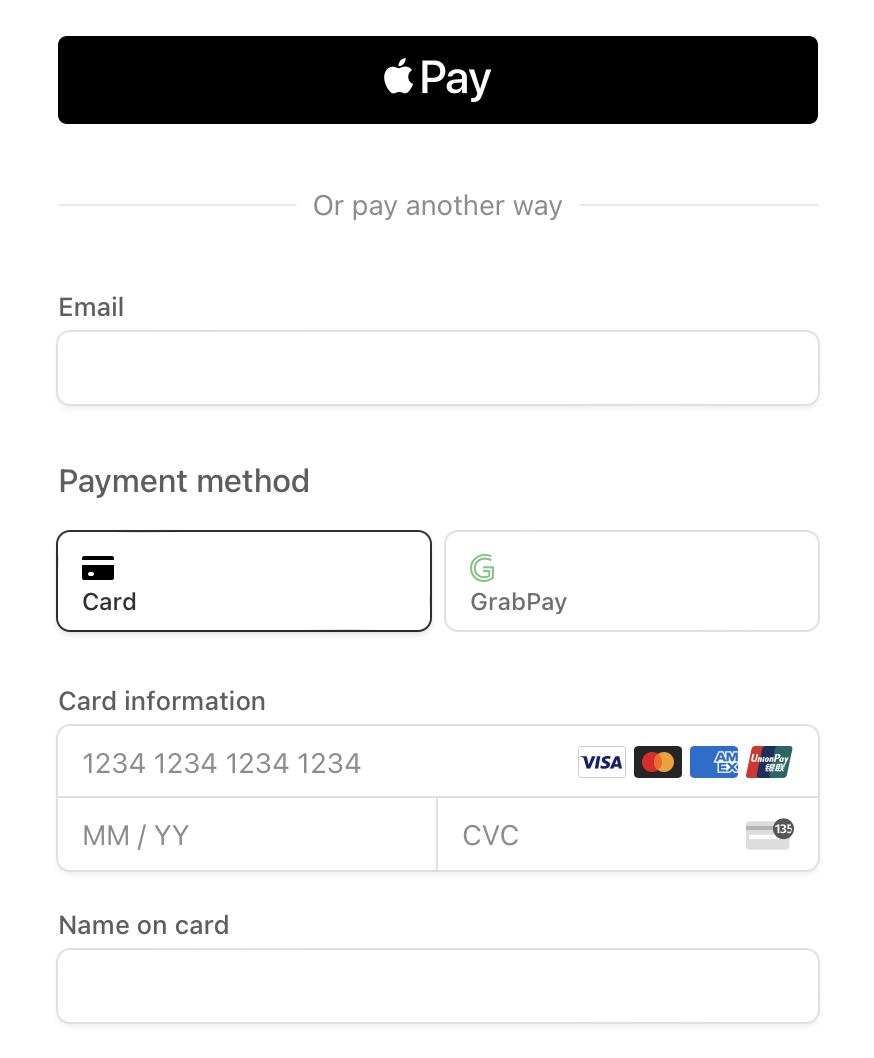 Pay
Or pay another way
Email
Payment method
Card
GrabPay
Card information
1234 1234 1234 1234 VISA AM EX UnionPay 银联
MM / YY
CVC 135
Name on card